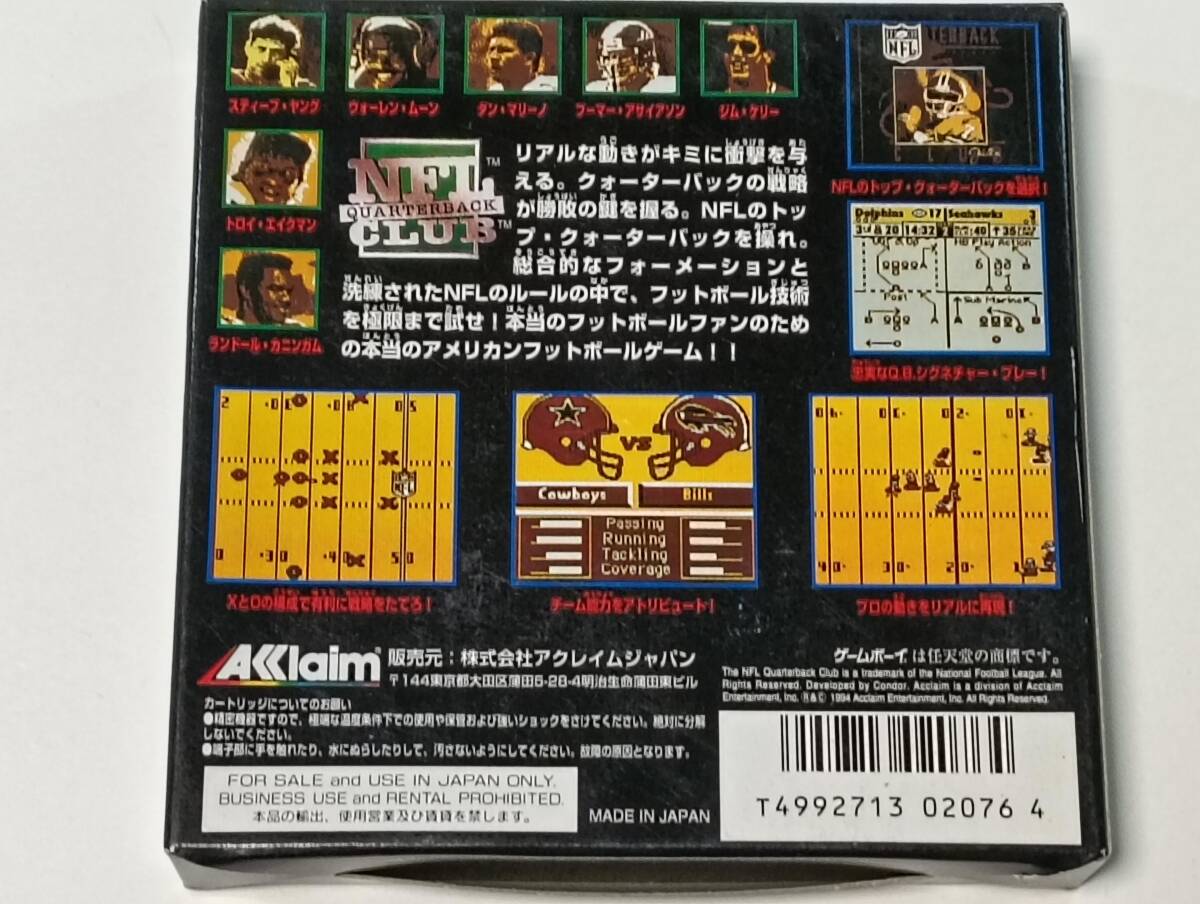 スティーブ・ヤング
ウォーレン・ムーン
ダン・マリーノ
ブーマー・アサイアソン
ジム・ケリー
トロイ・エイクマン
ランドール・カニンガム
NFL
QUARTERBACK
CLUB
TM
TM
リアルな動きがキミに衝撃を与
える。クォーターバックの戦略
が勝敗の鍵を握る。NFLのトッ
プ・クォーターバックを操れ。
総合的なフォーメーションと
洗練されたNFLのルールの中で、フットボール技術
を極限まで試せ！本当のフットボールファンのため
の本当のアメリカンフットボールゲーム！！
NFL
NFLのトップ・クォーターバックを選択！
Dolphins 17 Seahawks 3
14:32
HB Play Action
Post
Sub Marine
忠実なQ.B.シグネチャー・プレー！
XとOの構成で有利に戦略をたてろ！
VS
Cowboys
Bills
Passing
Running
Tackling
Coverage
チーム能力をアトリビュート！
プロの動きをリアルに再現！
AKKlaim
販売元：株式会社アクレイムジャパン
〒144東京都大田区蒲田5-26-4明治生命蒲田東ビル
ゲームボーイは任天堂の商標です。
The NFL Quarterback Club is a trademark of the National Football League. All
Rights Reserved. Developed by Condor. Acclaim is a division of Acclaim
Entertainment, Inc. ®&© 1994 Acclaim Entertainment, Inc. All Rights Reserved.
カートリッジについてのお願い
●精密機器ですので、極端な温度条件下での使用や保管および強いショックをさけてください。絶対に分解
しないでください。
●端子部に手を触れたり、水にぬらしたりして、汚さないようにしてください。故障の原因となります。
FOR SALE and USE IN JAPAN ONLY.
BUSINESS USE and RENTAL PROHIBITED.
本品の輸出、使用営業及び賃貸を禁じます。
MADE IN JAPAN
T4992713 02076 4